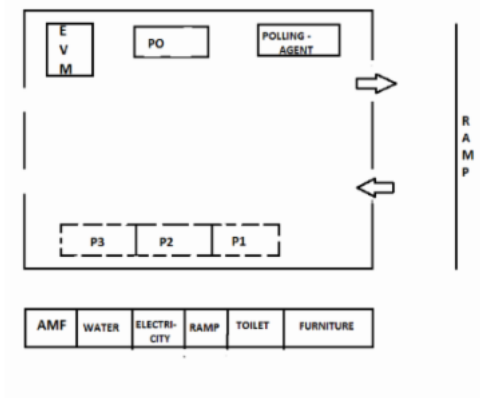 E
V
M
PO
POLLING -
AGENT
R
A
M
P
P3
P2
P1
AMF
WATER
ELECTRI-
CITY
RAMP
TOILET
FURNITURE